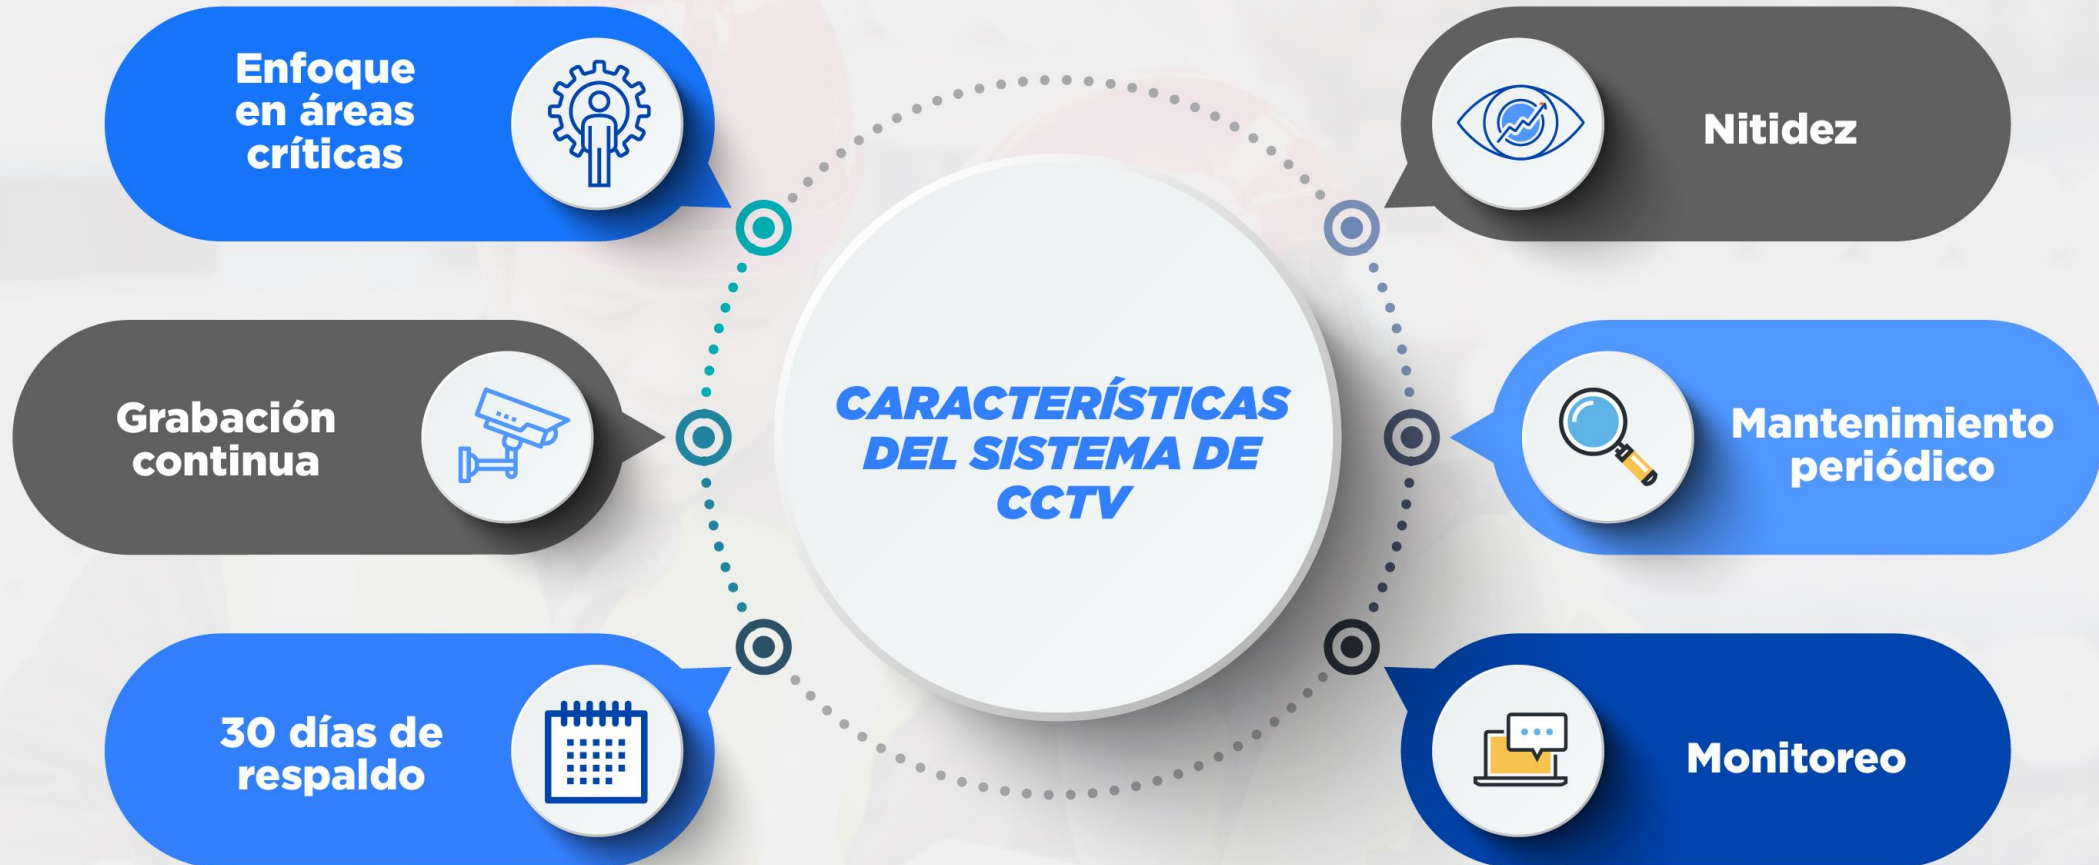 Enfoque
en áreas
críticas
Grabación
continua
30 días de
respaldo
CARACTERÍSTICAS
DEL SISTEMA DE
CCTV
Nitidez
Mantenimiento
periódico
Monitoreo